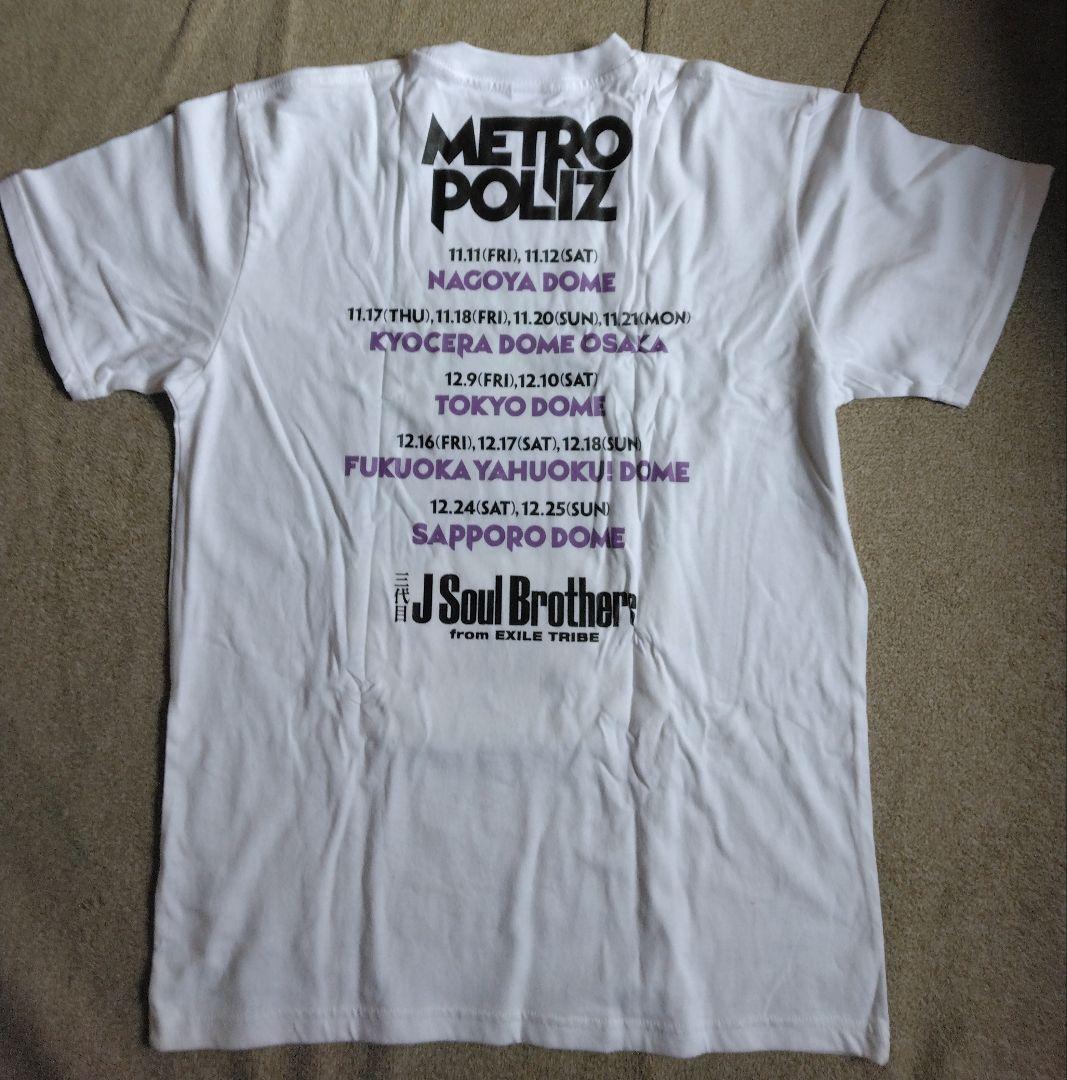 METRO
POLIZ
11.11(FRI), 11.12(SAT)
NAGOYA DOME
11.17(THU),11.18(FRI),11.20(SUN),11.21(MON)
KYOCERA DOME OSAKA
12.9(FRI),12.10(SAT)
TOKYO DOME
12.16(FRI),12.17(SAT),12.18(SUN)
FUKUOKA YAHUOKU! DOME
12.24(SAT),12.25(SUN)
SAPPORO DOME
三代目 J Soul Brothers
from EXILE TRIBE